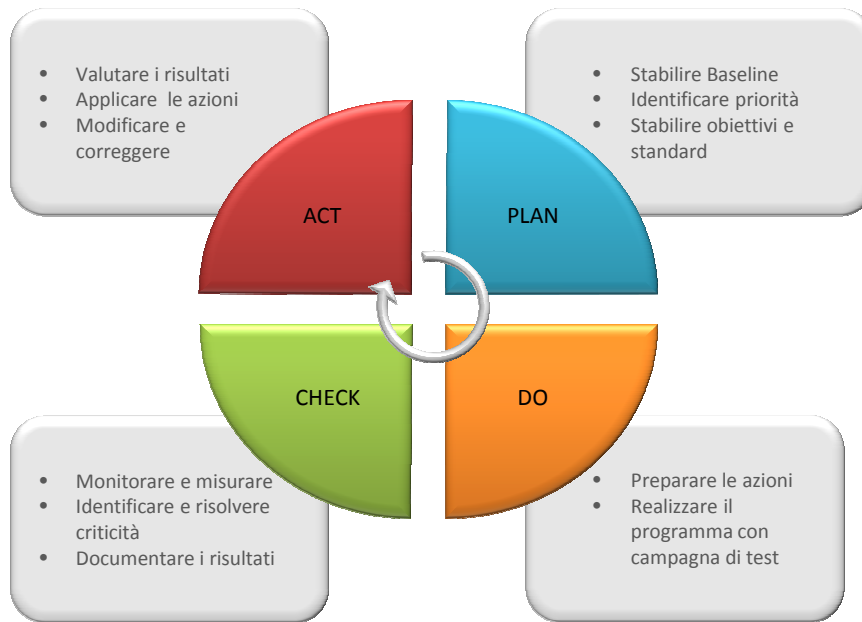 • Valutare i risultati
• Applicare  le azioni
• Modificare e
correggere
• Stabilire Baseline
• Identificare priorità
• Stabilire obiettivi e
standard
ACT
PLAN
CHECK
DO
• Monitorare e misurare
• Identificare e risolvere
criticità
• Documentare i risultati
• Preparare le azioni
• Realizzare il
programma con
campagna di test